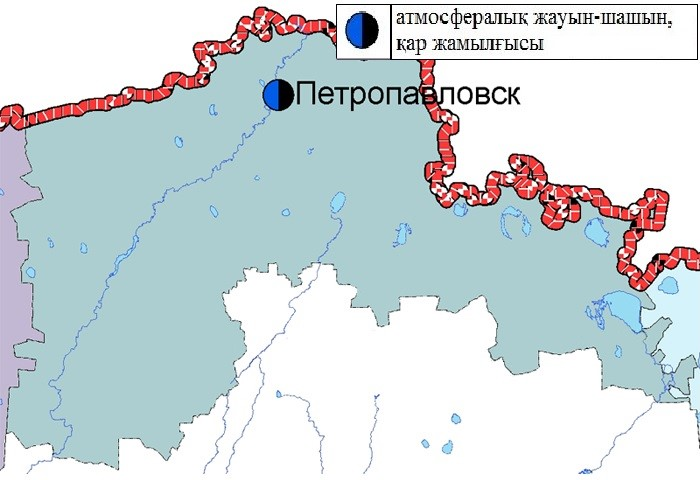 атмосфералық жауын-шашын,
қар жамылғысы
Петропавловск